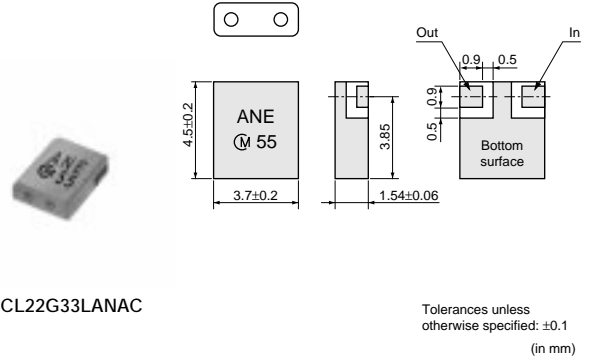 Out
In
0.9
0.5
4.5±0.2
ANE
Ⓜ 55
3.85
0.9
0.5
Bottom
surface
3.7±0.2
1.54±0.06
CL22G33LANAC
Tolerances unless
otherwise specified: ±0.1
(in mm)